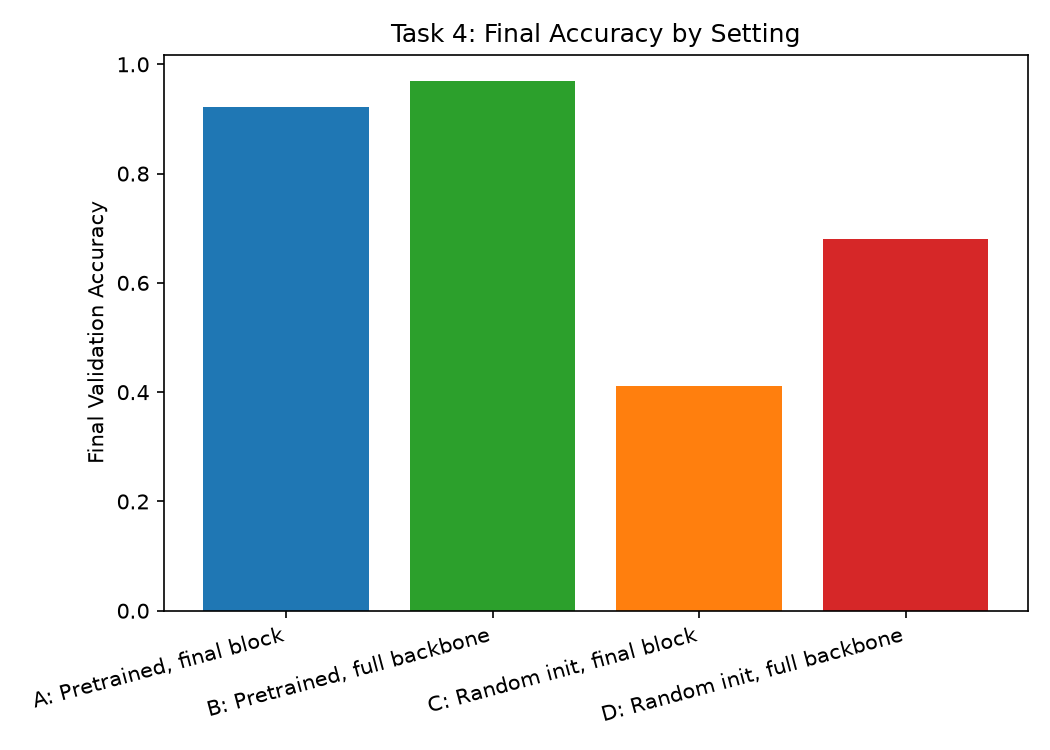 Task 4: Final Accuracy by Setting
Final Validation Accuracy
1.0
0.8
0.6
0.4
0.2
0.0
A: Pretrained, final block
B: Pretrained, full backbone
C: Random init, final block
D: Random init, full backbone